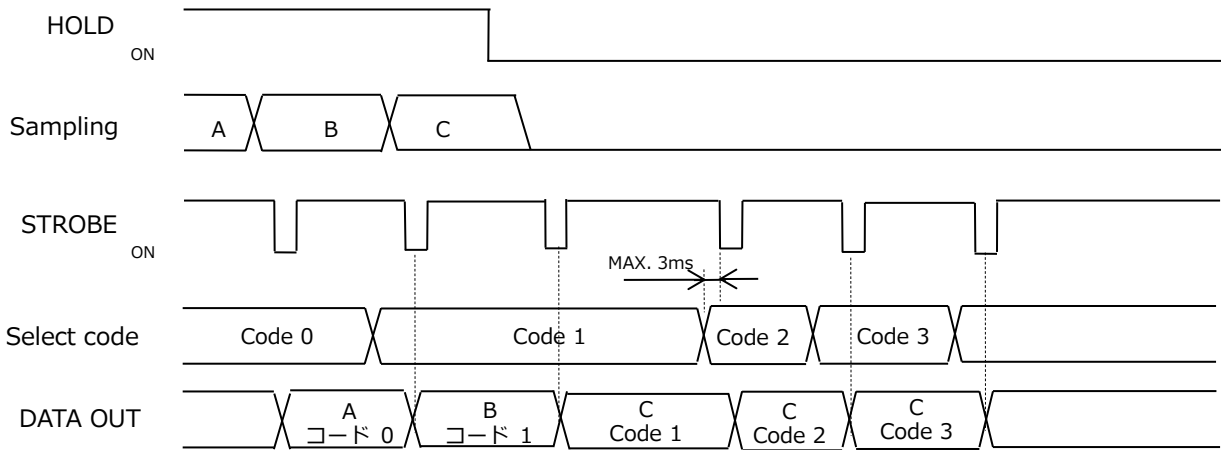 HOLD
ON
Sampling
A
B
C
STROBE
ON
MAX. 3ms
Select code
Code 0
Code 1
Code 2
Code 3
DATA OUT
A
コード 0
B
コード 1
C
Code 1
C
Code 2
C
Code 3